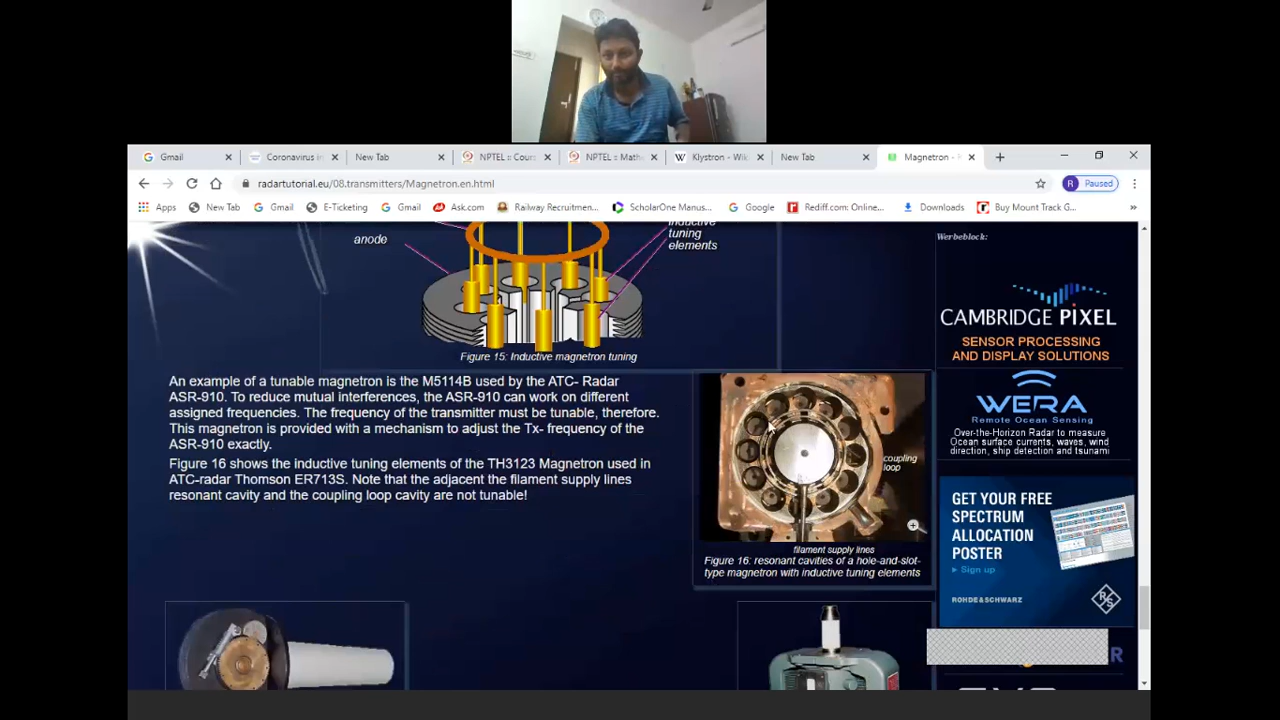 Gmail
Coronavirus i
New Tab
NPTEL :: Cours
NPTEL :: Mathe
Klystron - Wiki
New Tab
Magnetron -
radartutorial.eu/08.transmitters/Magnetron.en.html
R
Paused
Apps
New Tab
Gmail
E-Ticketing
Gmail
Ask.com
Railway Recruitmen...
ScholarOne Manus...
Google
Rediff.com: Online...
Downloads
Buy Mount Track G...
»
anode
inductive
tuning
elements
Figure 15: Inductive magnetron tuning
An example of a tunable magnetron is the M5114B used by the ATC- Radar
ASR-910. To reduce mutual interferences, the ASR-910 can work on different
assigned frequencies. The frequency of the transmitter must be tunable, therefore.
This magnetron is provided with a mechanism to adjust the Tx- frequency of the
ASR-910 exactly.
Figure 16 shows the inductive tuning elements of the TH3123 Magnetron used in
ATC-radar Thomson ER713S. Note that the adjacent the filament supply lines
resonant cavity and the coupling loop cavity are not tunable!
coupling
loop
filament supply lines
Figure 16: resonant cavities of a hole-and-slot-
type magnetron with inductive tuning elements
Werbeblock:
CAMBRIDGE PIXEL
SENSOR PROCESSING
AND DISPLAY SOLUTIONS
WERA
Remote Ocean Sensing
Over-the-Horizon Radar to measure
Ocean surface currents, waves, wind
direction, ship detection and tsunami
GET YOUR FREE
SPECTRUM
ALLOCATION
POSTER
▸ Sign up
ROHDE & SCHWARZ
R S